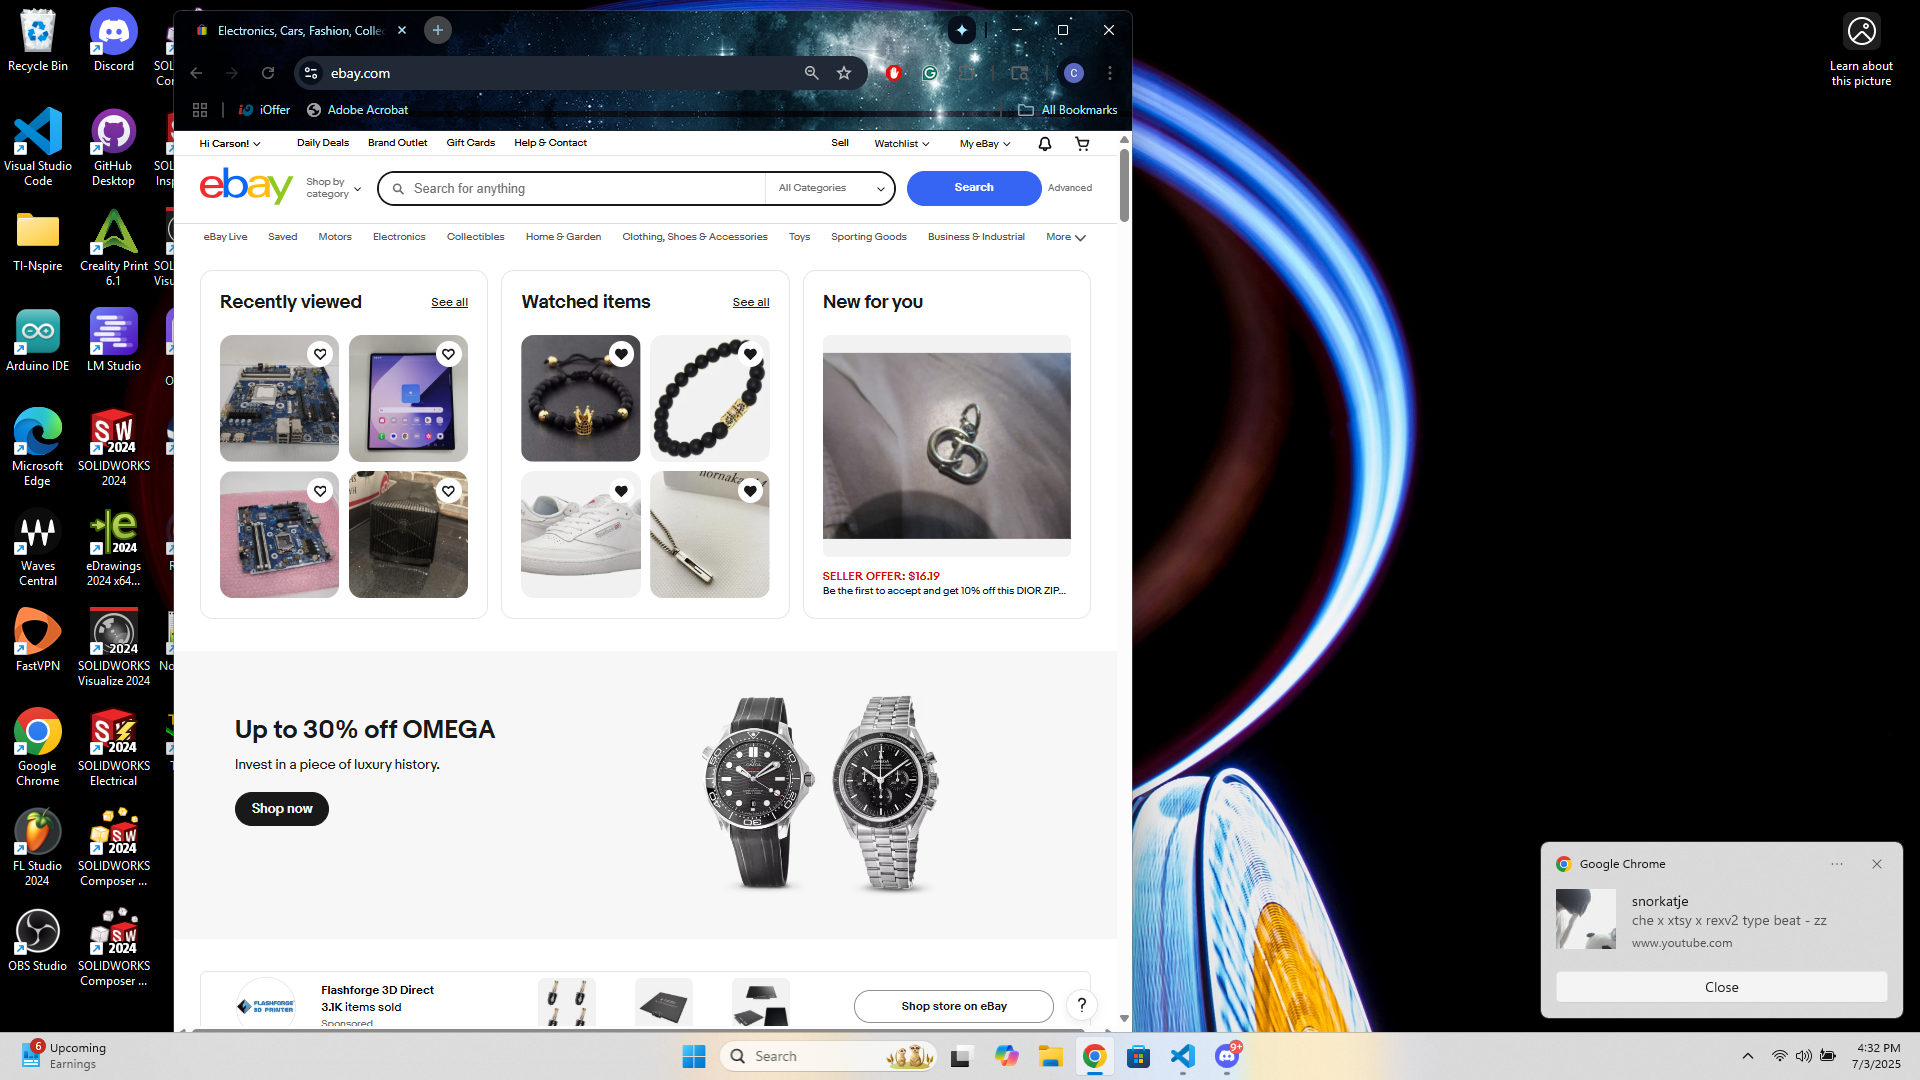 Recycle Bin
Discord
Visual Studio
Code
GitHub
Desktop
TI-Nspire
Creality Print
6.1
Arduino IDE
LM Studio
Microsoft
Edge
SOLIDWORKS
2024
Waves
Central
eDrawings
2024 x64...
FastVPN
SOLIDWORKS
Visualize 2024
Google
Chrome
SOLIDWORKS
Electrical
FL Studio
2024
SOLIDWORKS
Composer ...
OBS Studio
SOLIDWORKS
Composer ...
Learn about
this picture
Electronics, Cars, Fashion, Colle
ebay.com
iOffer
Adobe Acrobat
All Bookmarks
Hi Carson!
Daily Deals
Brand Outlet
Gift Cards
Help & Contact
Sell
Watchlist
My eBay
ebay
Shop by
category
Search for anything
All Categories
Search
Advanced
eBay Live
Saved
Motors
Electronics
Collectibles
Home & Garden
Clothing, Shoes & Accessories
Toys
Sporting Goods
Business & Industrial
More
Recently viewed
See all
Watched items
See all
New for you
SELLER OFFER: $16.19
Be the first to accept and get 10% off this DIOR ZIP...
Up to 30% off OMEGA
Invest in a piece of luxury history.
Shop now
FLASHFORGE
3D PRINTER
Flashforge 3D Direct
3.1K items sold
Sponsored
Shop store on eBay
?
Google Chrome
snorkatje
che x xtsy x rexv2 type beat - zz
www.youtube.com
Close
6
Upcoming
Earnings
Search
9+
4:32 PM
7/3/2025